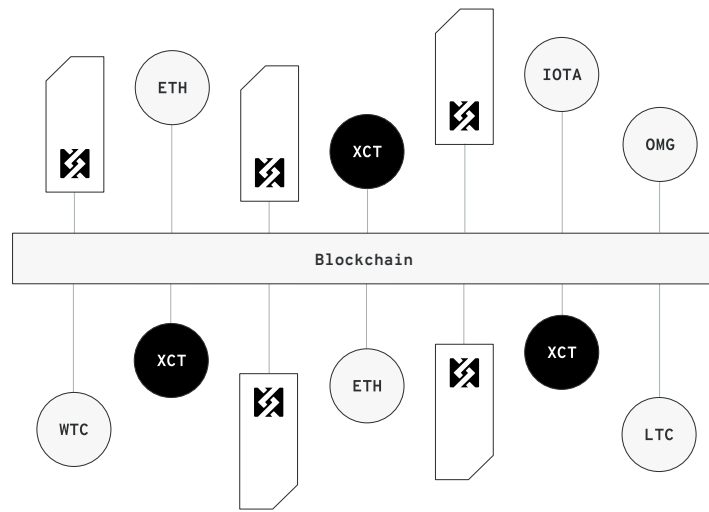 ETH
XCT
IOTA
OMG
Blockchain
WTC
XCT
ETH
XCT
LTC